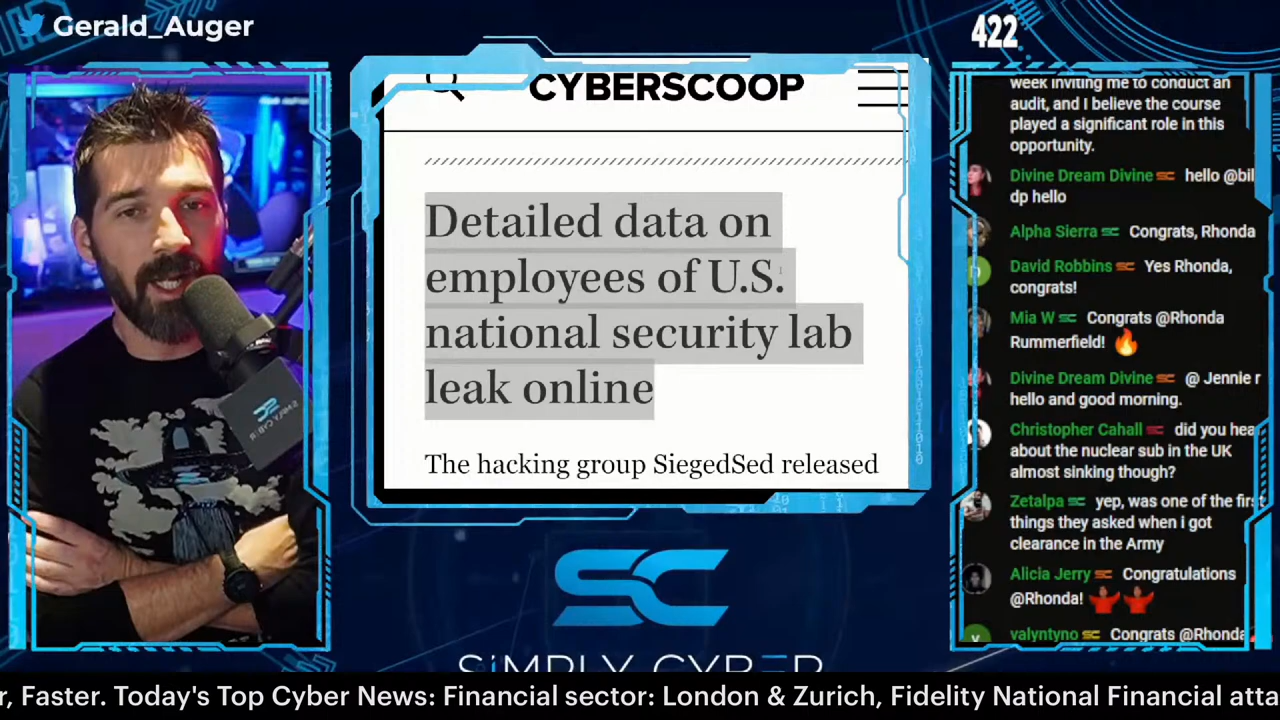 Gerald_Auger
422
CYBERSCOOP
Detailed data on
employees of U.S.
national security lab
leak online
The hacking group SiegedSed released
week inviting me to conduct an
audit, and I believe the course
played a significant role in this
opportunity.
Divine Dream Divine hello @bil
dp hello
Alpha Sierra Congrats, Rhonda
David Robbins Yes Rhonda,
congrats!
Mia W Congrats @Rhonda
Rummerfield! 🔥
Divine Dream Divine @ Jennie r
hello and good morning.
Christopher Cahall did you hea
about the nuclear sub in the UK
almost sinking though?
Zetalpa yep, was one of the first
things they asked when i got
clearance in the Army
Alicia Jerry Congratulations
@Rhonda!
valyntyno Congrats @Rhonda
SC
SIMPLY CYBER
SIMPLY CYBER
r, Faster. Today's Top Cyber News: Financial sector: London & Zurich, Fidelity National Financial atta